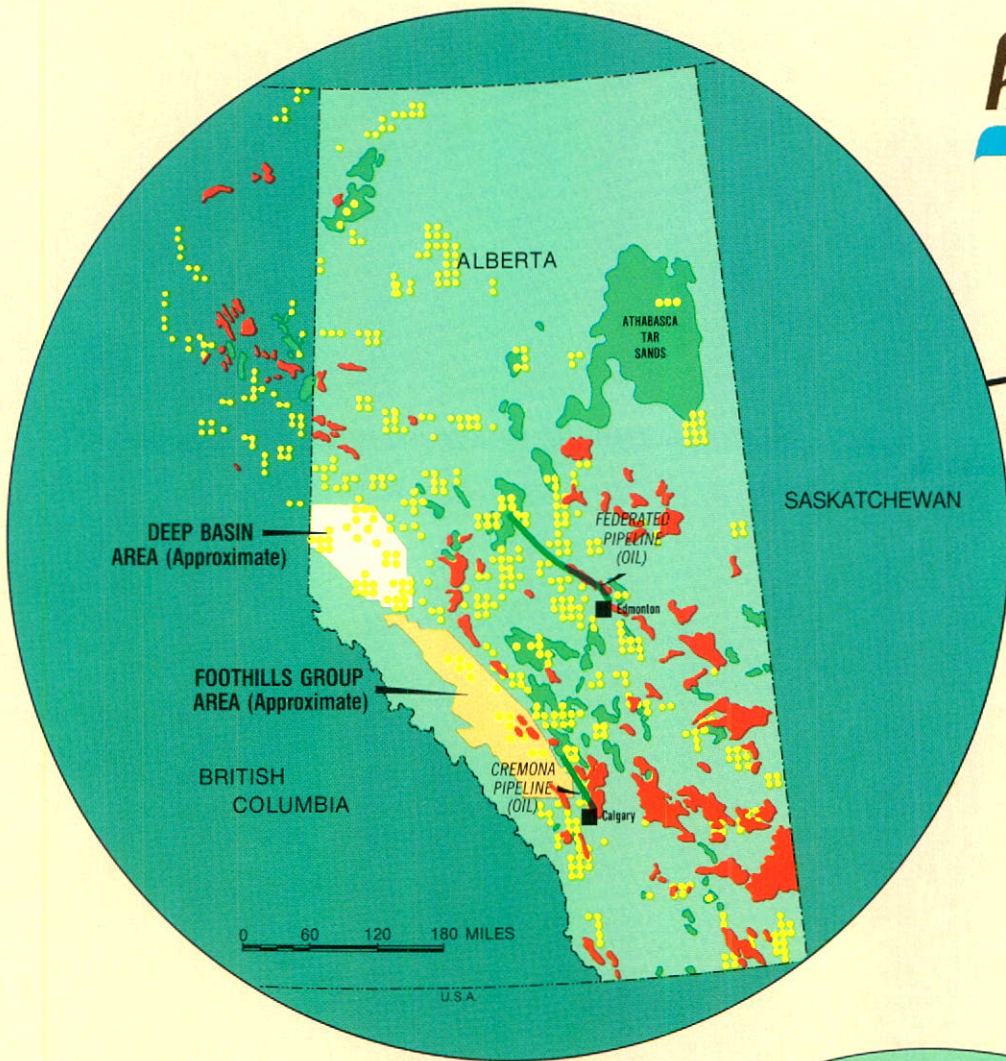 ALBERTA
ATHABASCA
TAR
SANDS
SASKATCHEWAN
DEEP BASIN
AREA (Approximate)
FEDERATED
PIPELINE
(OIL)
Edmonton
FOOTHILLS GROUP
AREA (Approximate)
BRITISH
COLUMBIA
CREMONA
PIPELINE
(OIL)
Calgary
0 60 120 180 MILES
U.S.A.